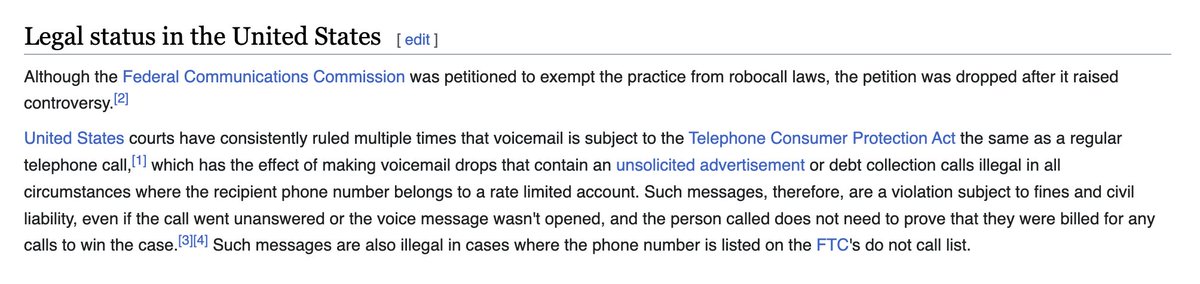 Legal status in the United States [ edit ]
Although the Federal Communications Commission was petitioned to exempt the practice from robocall laws, the petition was dropped after it raised
controversy.[2]
United States courts have consistently ruled multiple times that voicemail is subject to the Telephone Consumer Protection Act the same as a regular
telephone call,[1] which has the effect of making voicemail drops that contain an unsolicited advertisement or debt collection calls illegal in all
circumstances where the recipient phone number belongs to a rate limited account. Such messages, therefore, are a violation subject to fines and civil
liability, even if the call went unanswered or the voice message wasn't opened, and the person called does not need to prove that they were billed for any
calls to win the case.[3][4] Such messages are also illegal in cases where the phone number is listed on the FTC's do not call list.